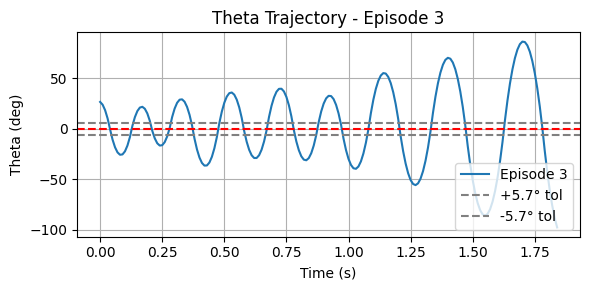 Theta Trajectory - Episode 3
Theta (deg)
50
0
−50
−100
Episode 3
+5.7° tol
-5.7° tol
0.00 0.25 0.50 0.75 1.00 1.25 1.50 1.75
Time (s)